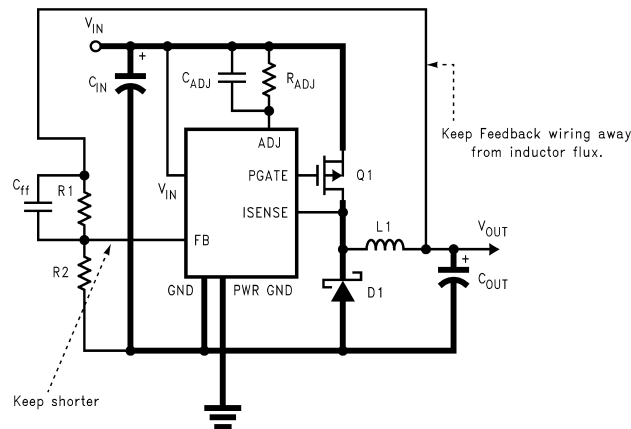 VIN
+
CIN
CADJ
RADJ
ADJ
Keep Feedback wiring away
from inductor flux.
PGATE
Q1
VIN
Cff
R1
ISENSE
L1
VOUT
FB
+
COUT
R2
D1
GND
PWR GND
Keep shorter